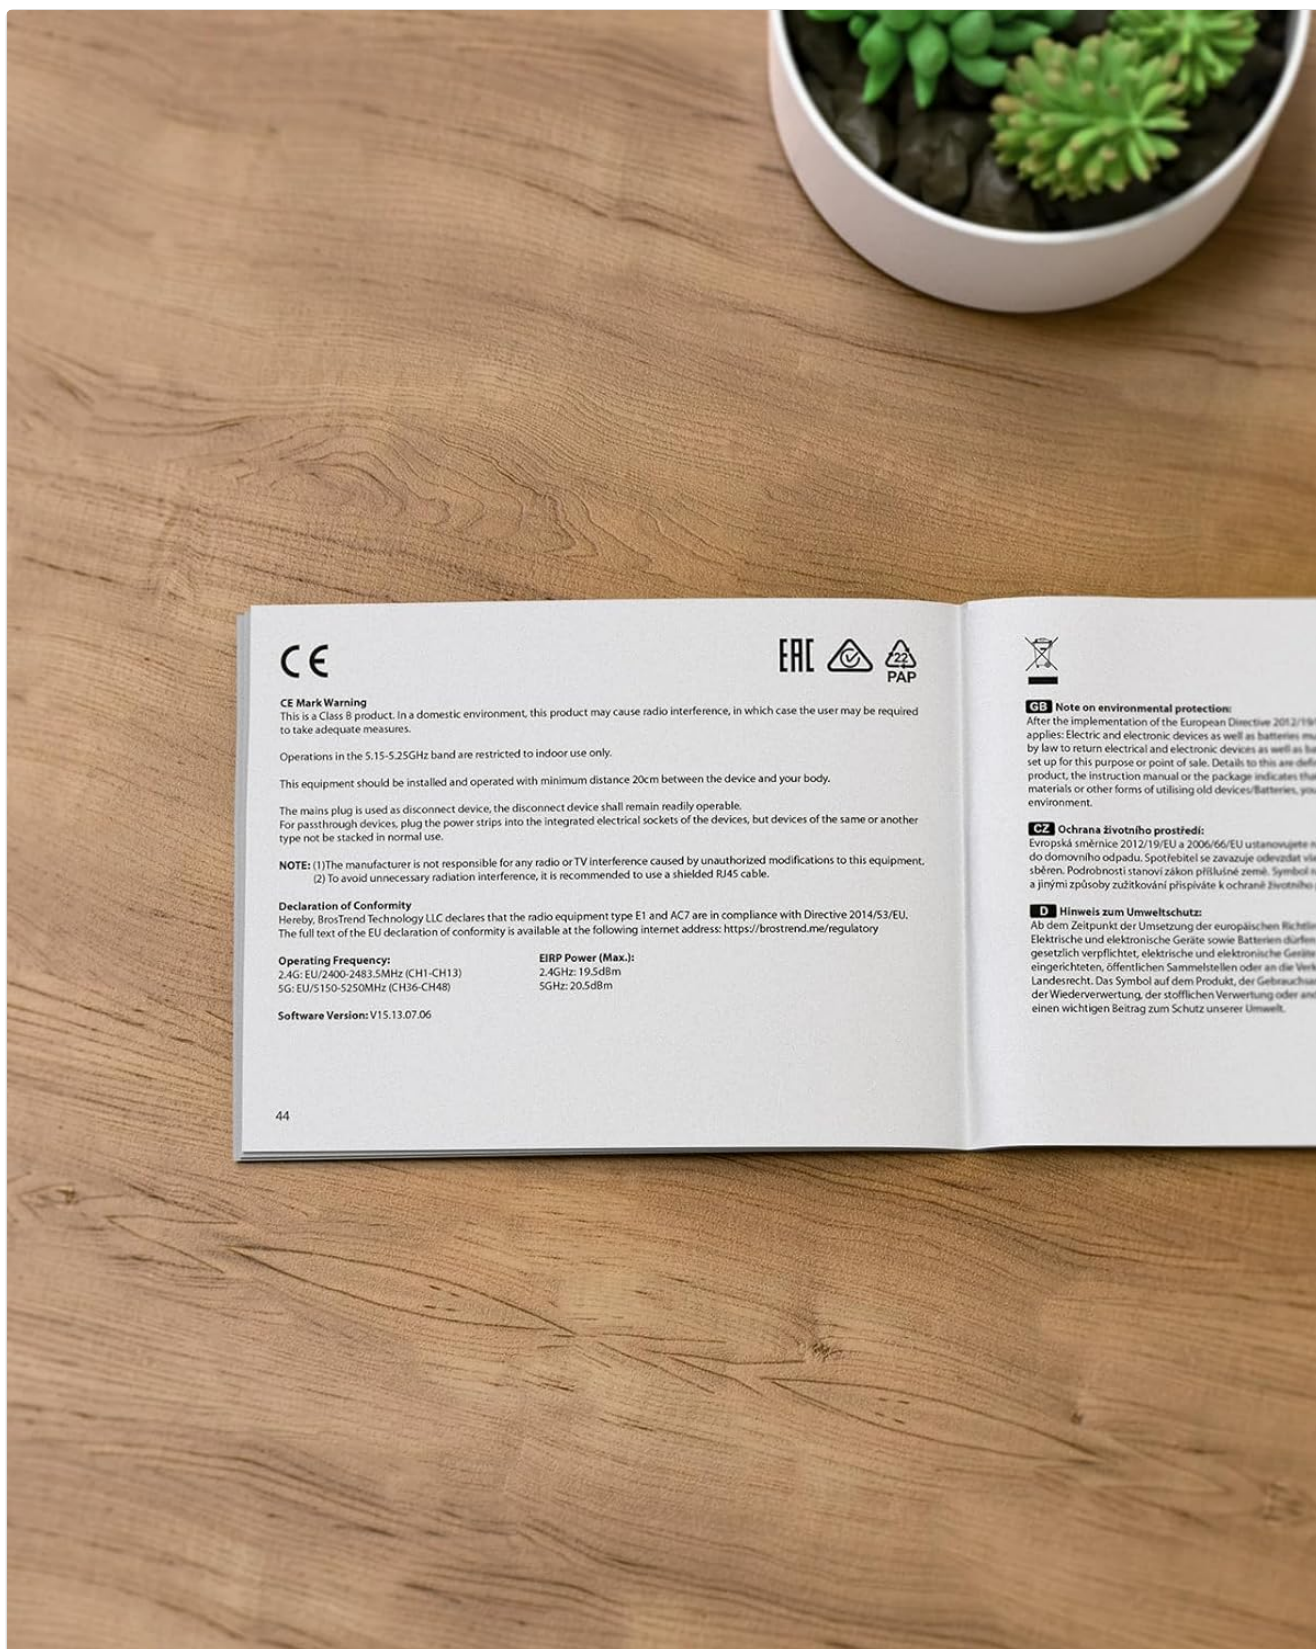 CE
EAC
22
PAP
CE Mark Warning
This is a Class B product. In a domestic environment, this product may cause radio interference, in which case the user may be required
to take adequate measures.
Operations in the 5.15-5.25GHz band are restricted to indoor use only.
This equipment should be installed and operated with minimum distance 20cm between the device and your body.
The mains plug is used as disconnect device, the disconnect device shall remain readily operable.
For passthrough devices, plug the power strips into the integrated electrical sockets of the devices, but devices of the same or another
type not be stacked in normal use.
NOTE: (1)The manufacturer is not responsible for any radio or TV interference caused by unauthorized modifications to this equipment.
(2) To avoid unnecessary radiation interference, it is recommended to use a shielded RJ45 cable.
Declaration of Conformity
Hereby, BrosTrend Technology LLC declares that the radio equipment type E1 and AC7 are in compliance with Directive 2014/53/EU.
The full text of the EU declaration of conformity is available at the following internet address: https://brostrend.me/regulatory
Operating Frequency:
2.4G: EU/2400-2483.5MHz (CH1-CH13)
5G: EU/5150-5250MHz (CH36-CH48)
EIRP Power (Max.):
2.4GHz: 19.5dBm
5GHz: 20.5dBm
Software Version: V15.13.07.06
44
GB Note on environmental protection:
After the implementation of the European Directive
applies: Electric and electronic devices as well as batteries
by law to return electrical and electronic devices as well as
set up for this purpose or point of sale. Details to this are
product, the instruction manual or the package indicates
materials or other forms of utilising old devices/Batteries,
environment.
CZ Ochrana životního prostředí:
Evropská směrnice 2012/19/EU a 2006/66/EU ustanovujete
do domovního odpadu. Spotřebitel se zavazuje odevzdat
sběren. Podrobnosti stanoví zákon příšlušné země. Symbol
a jinými způsoby zužitkování přispíváte k ochraně životního
D Hinweis zum Umweltschutz:
Ab dem Zeitpunkt der Umsetzung der europäischen
Elektrische und elektronische Geräte sowie Batterien dürfen
gesetzlich verpflichtet, elektrische und elektronische Geräte
eingerichteten, öffentlichen Sammelstellen oder an die
Landesrecht. Das Symbol auf dem Produkt, der
der Wiederverwertung, der stofflichen Verwertung oder
einen wichtigen Beitrag zum Schutz unserer Umwelt.